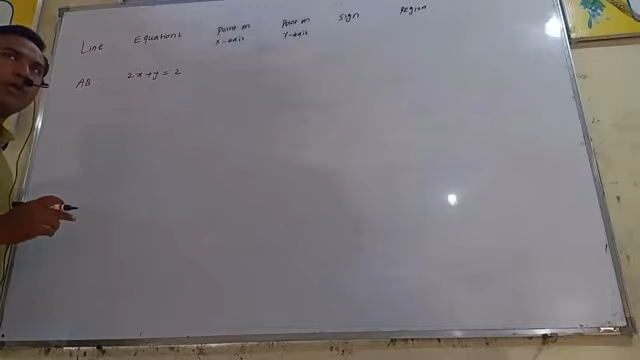 Line Equations Point on X-axis Point on Y-axis Sign Region
AB 2x+y=2